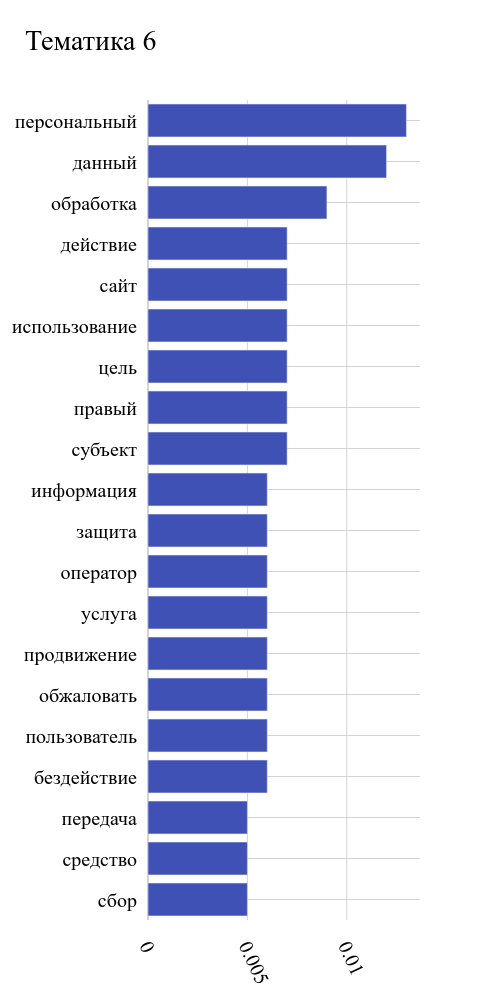 Тематика 6
персональный
данный
обработка
действие
сайт
использование
цель
правый
субъект
информация
защита
оператор
услуга
продвижение
обжаловать
пользователь
бездействие
передача
средство
сбор
0
0.005
0.01